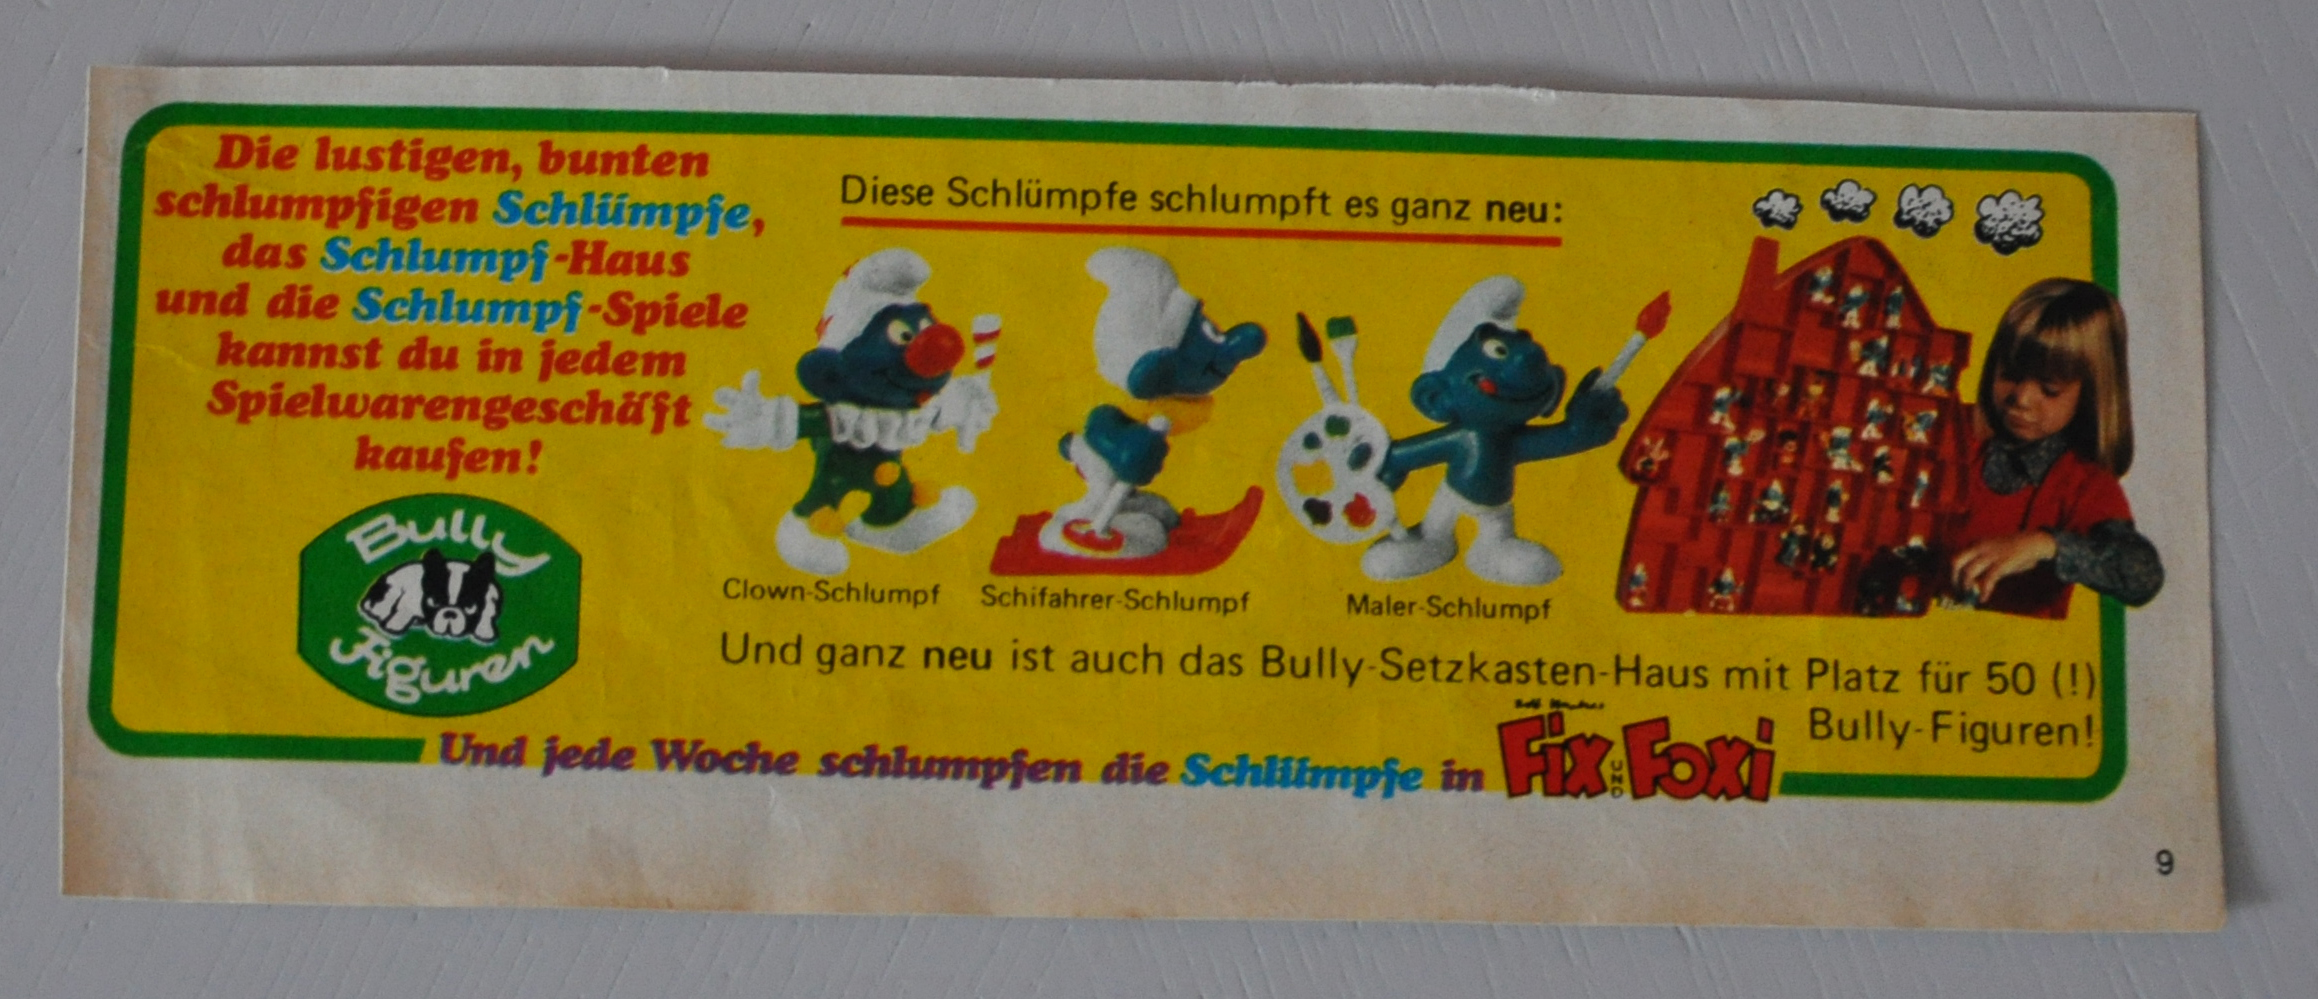 Die lustigen, bunten
schlumpfigen Schlümpfe,
das Schlumpf-Haus
und die Schlumpf-Spiele
kannst du in jedem
Spielwarengeschäft
kaufen!
Bully
Figuren
Diese Schlümpfe schlumpft es ganz neu:
Clown-Schlumpf Schifahrer-Schlumpf Maler-Schlumpf
Und ganz neu ist auch das Bully-Setzkasten-Haus mit Platz für 50 (!)
Bully-Figuren!
Und jede Woche schlumpfen die Schlümpfe in Fix UND Foxi
9